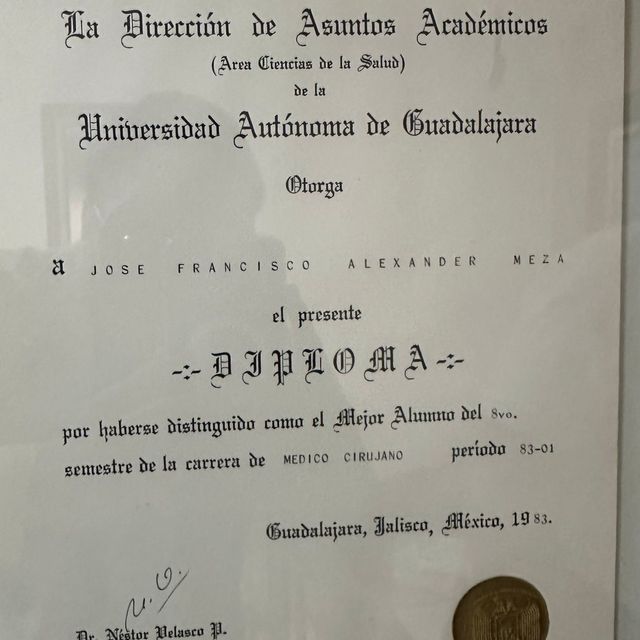 La Dirección de Asuntos Académicos
(Area Ciencias de la Salud)
de la
Universidad Autónoma de Guadalajara
Otorga
a JOSE FRANCISCO ALEXANDER MEZA
el presente
-:- DIPLOMA -:-
por haberse distinguido como el Mejor Alumno del 8vo.
semestre de la carrera de MEDICO CIRUJANO período 83-01
Guadalajara, Jalisco, México, 1983.
Dr. Néstor Velasco P.